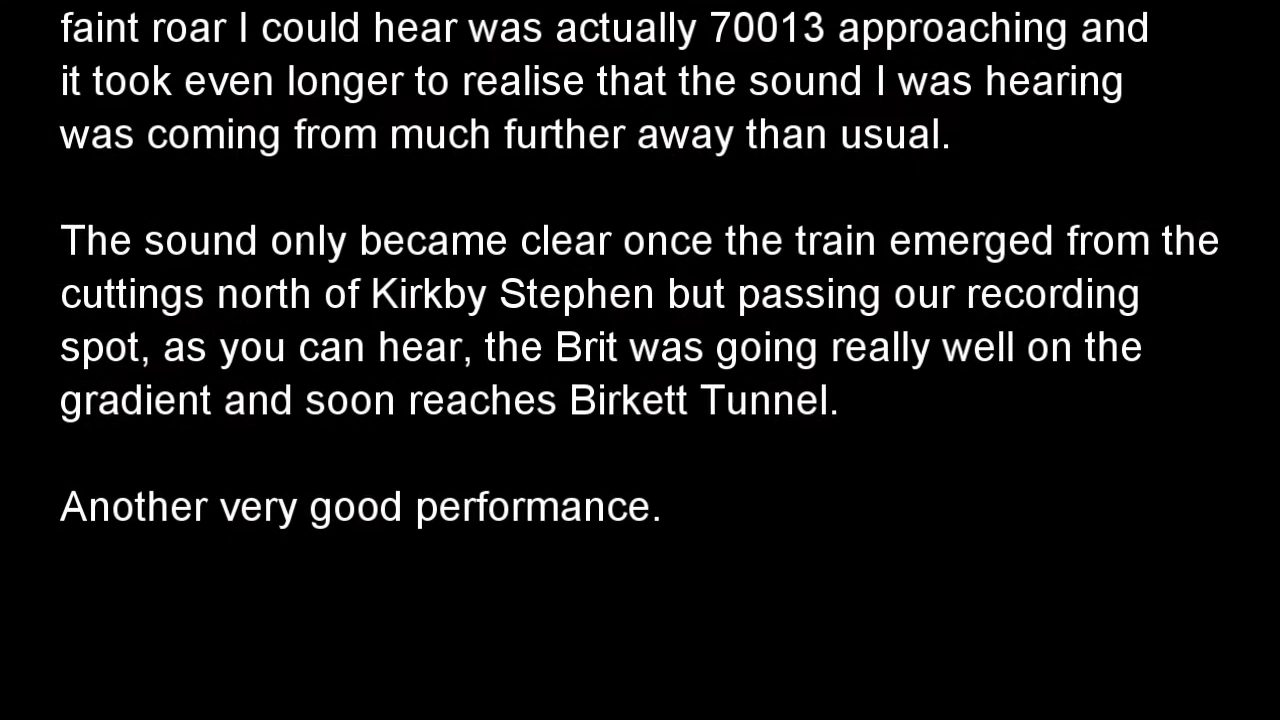 faint roar I could hear was actually 70013 approaching and
it took even longer to realise that the sound I was hearing
was coming from much further away than usual.
The sound only became clear once the train emerged from the
cuttings north of Kirkby Stephen but passing our recording
spot, as you can hear, the Brit was going really well on the
gradient and soon reaches Birkett Tunnel.
Another very good performance.